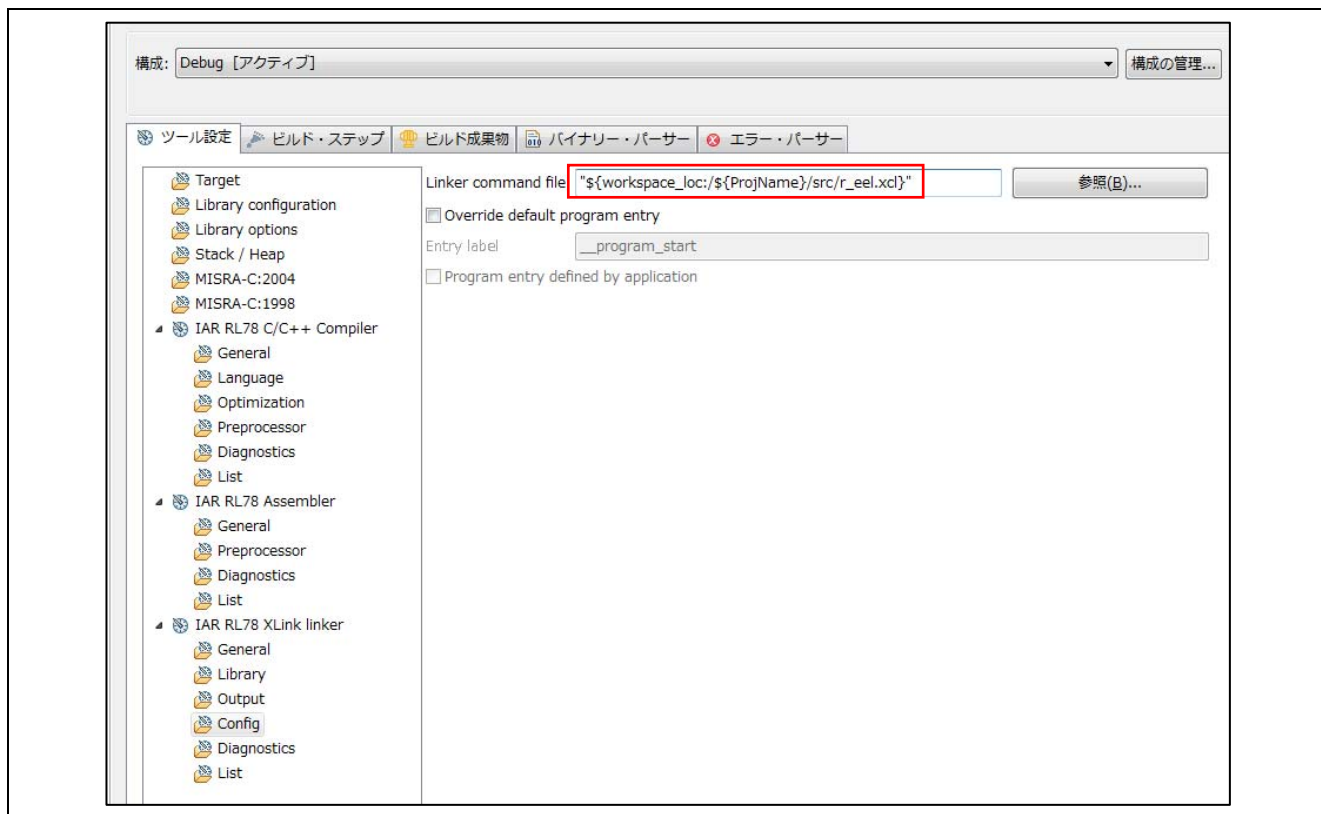 構成: Debug [アクティブ] 構成の管理...
ツール設定 ビルド・ステップ ビルド成果物 バイナリー・パーサー エラー・パーサー
Target
Library configuration
Library options
Stack / Heap
MISRA-C:2004
MISRA-C:1998
IAR RL78 C/C++ Compiler
General
Language
Optimization
Preprocessor
Diagnostics
List
IAR RL78 Assembler
General
Preprocessor
Diagnostics
List
IAR RL78 XLink linker
General
Library
Output
Config
Diagnostics
List
Linker command file "${workspace_loc:/${ProjName}/src/r_eel.xcl}" 参照(B)...
Override default program entry
Entry label __program_start
Program entry defined by application